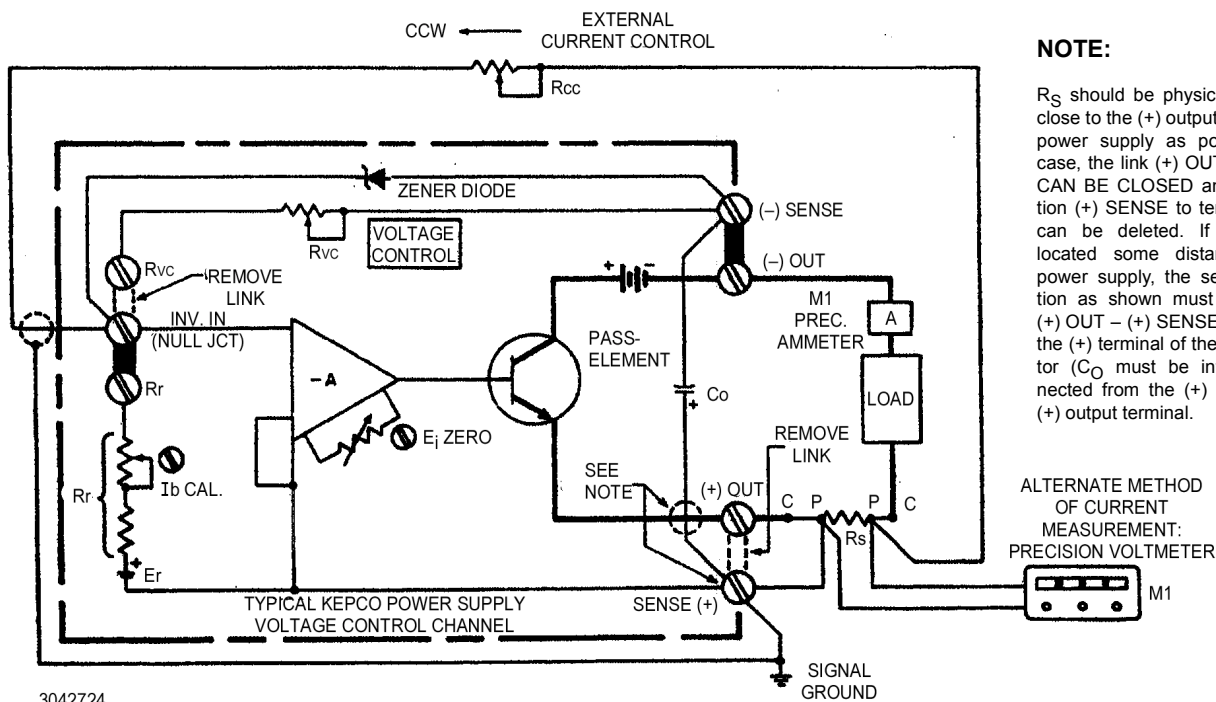 EXTERNAL
CURRENT CONTROL
CCW
Rcc
ZENER DIODE
RVC
VOLTAGE
CONTROL
(–) SENSE
(–) OUT
RVC
REMOVE
LINK
INV. IN
(NULL JCT)
Rr
–A
Ei ZERO
PASS-
ELEMENT
+
-
M1
PREC.
AMMETER
A
LOAD
Co
+
REMOVE
LINK
SEE
NOTE
(+) OUT
C P P C
Rs
Rr
Ib CAL.
+
Er
SENSE (+)
TYPICAL KEPCO POWER SUPPLY
VOLTAGE CONTROL CHANNEL
SIGNAL
GROUND
3042724
NOTE:
RS should be physic
close to the (+) output
power supply as po
case, the link (+) OUT
CAN BE CLOSED an
tion (+) SENSE to ter
can be deleted. If
located some distan
power supply, the se
tion as shown must
(+) OUT – (+) SENSE
the (+) terminal of the
tor (CO must be in
nected from the (+)
(+) output terminal.
ALTERNATE METHOD
OF CURRENT
MEASUREMENT:
PRECISION VOLTMETER
M1